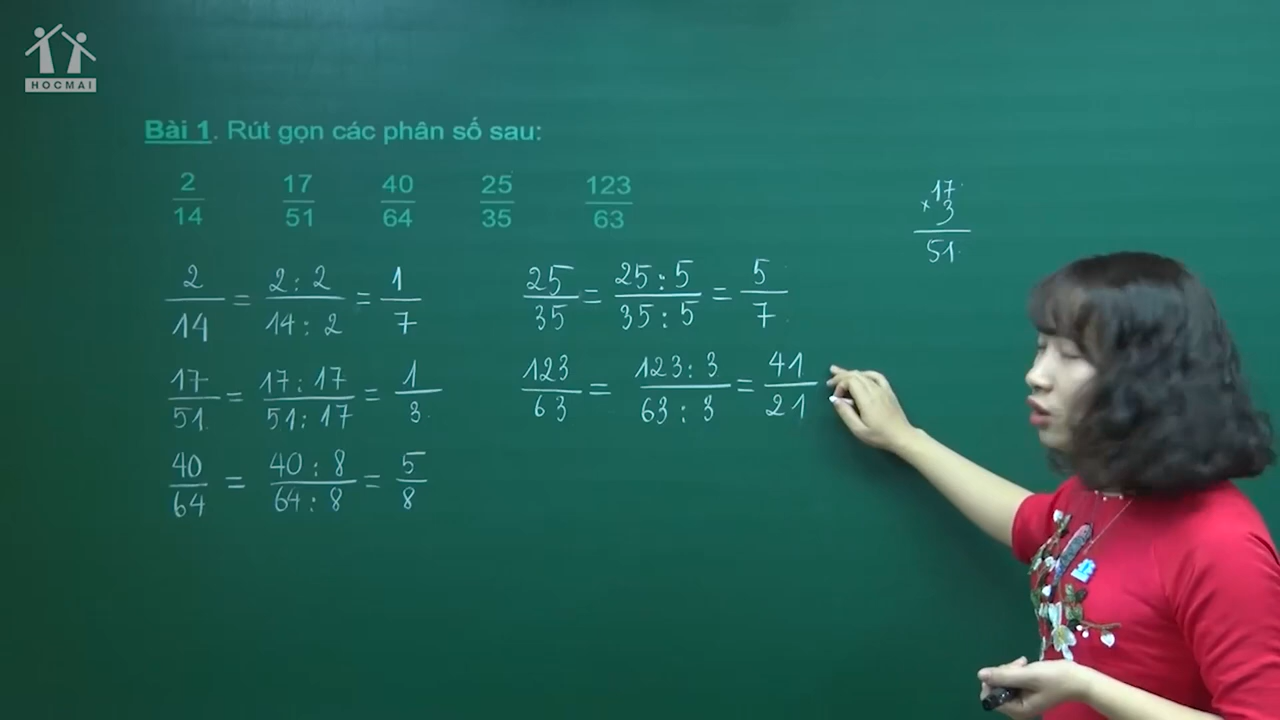 HOCMAI
Bài 1. Rút gọn các phân số sau:
2/14 17/51 40/64 25/35 123/63
17
× 3
51
2/14 = 2 : 2/14 : 2 = 1/7
17/51 = 17 : 17/51 : 17 = 1/3
40/64 = 40 : 8/64 : 8 = 5/8
25/35 = 25 : 5/35 : 5 = 5/7
123/63 = 123 : 3/63 : 3 = 41/21